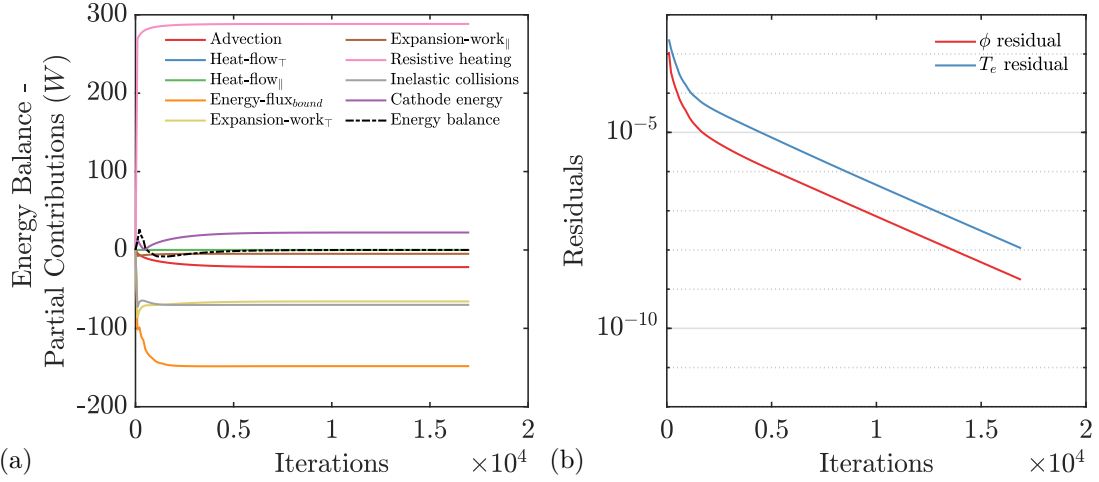 Energy Balance -
Partial Contributions (W)
300
200
100
0
-100
-200
Advection
Heat-flow⊤
Heat-flow∥
Energy-flux_bound
Expansion-work⊤
Expansion-work∥
Resistive heating
Inelastic collisions
Cathode energy
Energy balance
0 0.5 1 1.5 2
Iterations ×10^4
(a)
Residuals
10^-5
10^-10
ϕ residual
T_e residual
0 0.5 1 1.5 2
Iterations ×10^4
(b)